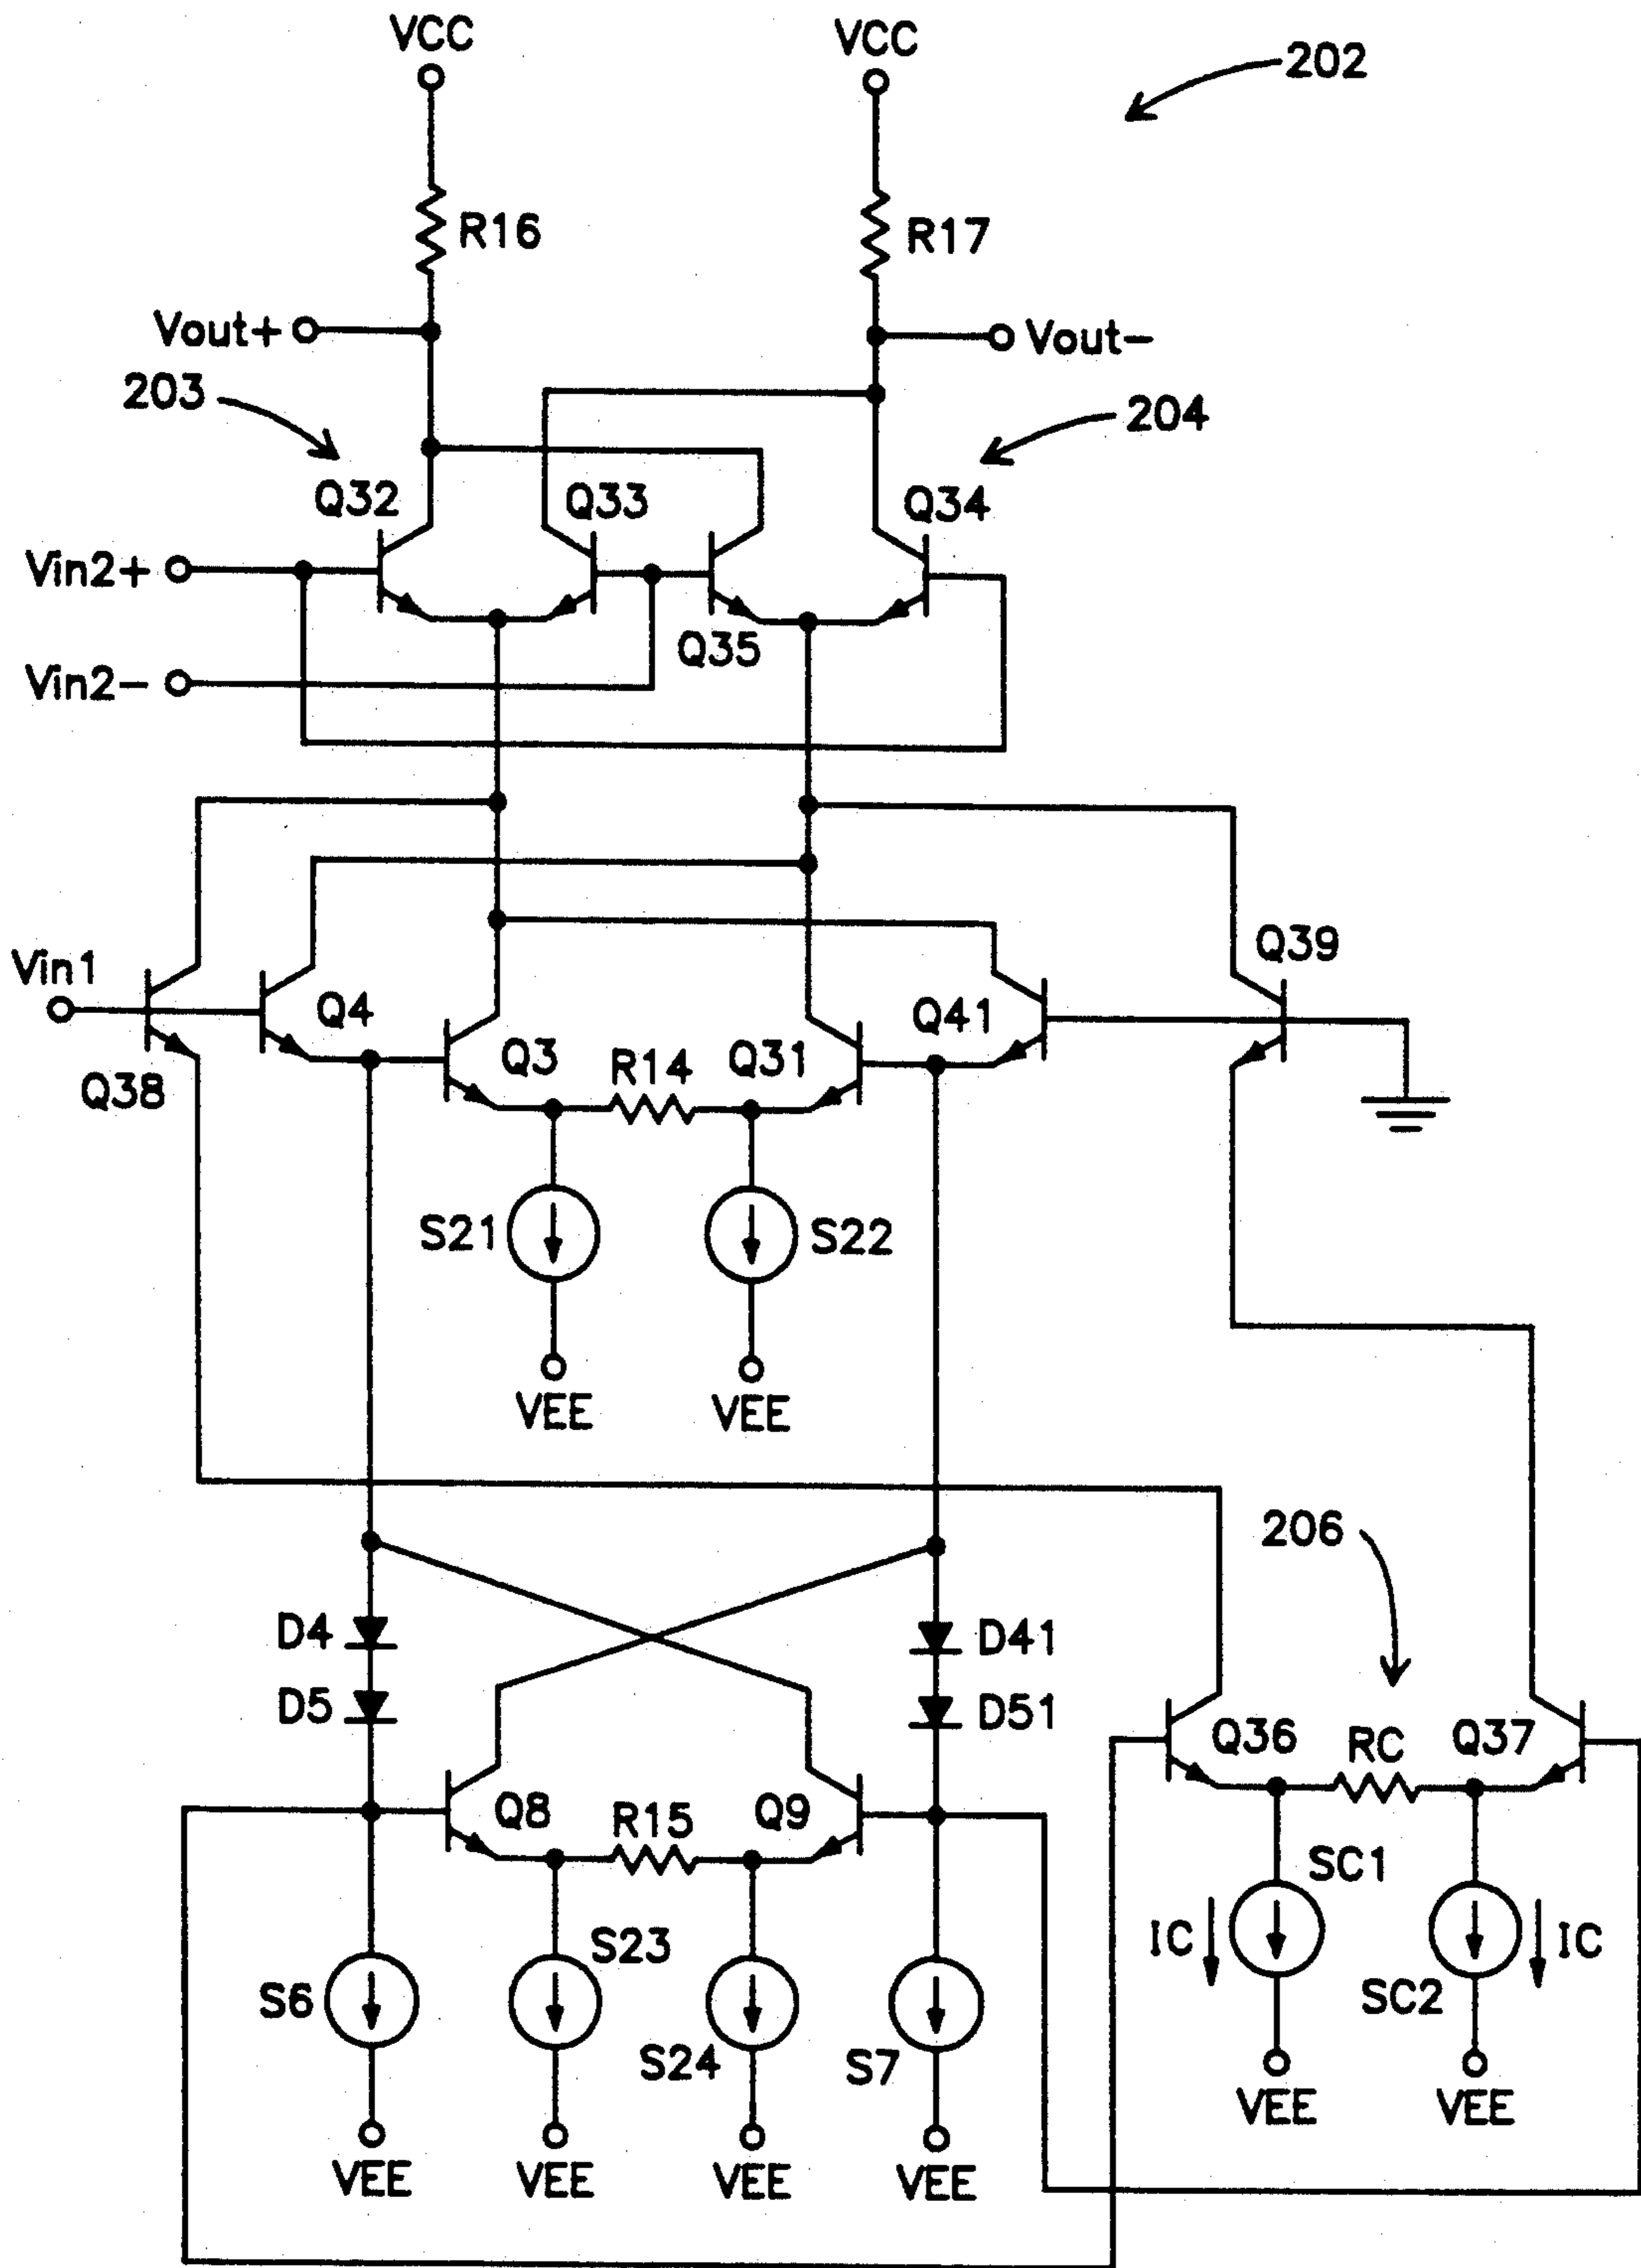 VCC VCC
202
R16 R17
Vout+ Vout-
203 204
Q32 Q33 Q34
Vin2+
Q35
Vin2-
Q39
Vin1
Q4 Q41
Q3 R14 Q31
Q38
S21 S22
VEE VEE
206
D4 D41
D5 D51
Q36 RC Q37
Q8 R15 Q9
SC1
S23 IC IC
S6 SC2
S24 S7
VEE VEE
VEE VEE VEE VEE